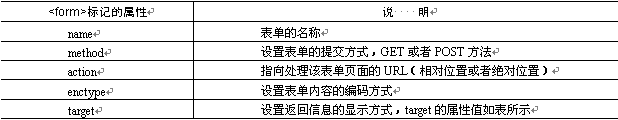 <form>标记的属性 说····明
name 表单的名称
method 设置表单的提交方式，GET 或者 POST 方法
action 指向处理该表单页面的 URL（相对位置或者绝对位置）
enctype 设置表单内容的编码方式
target 设置返回信息的显示方式，target 的属性值如表所示